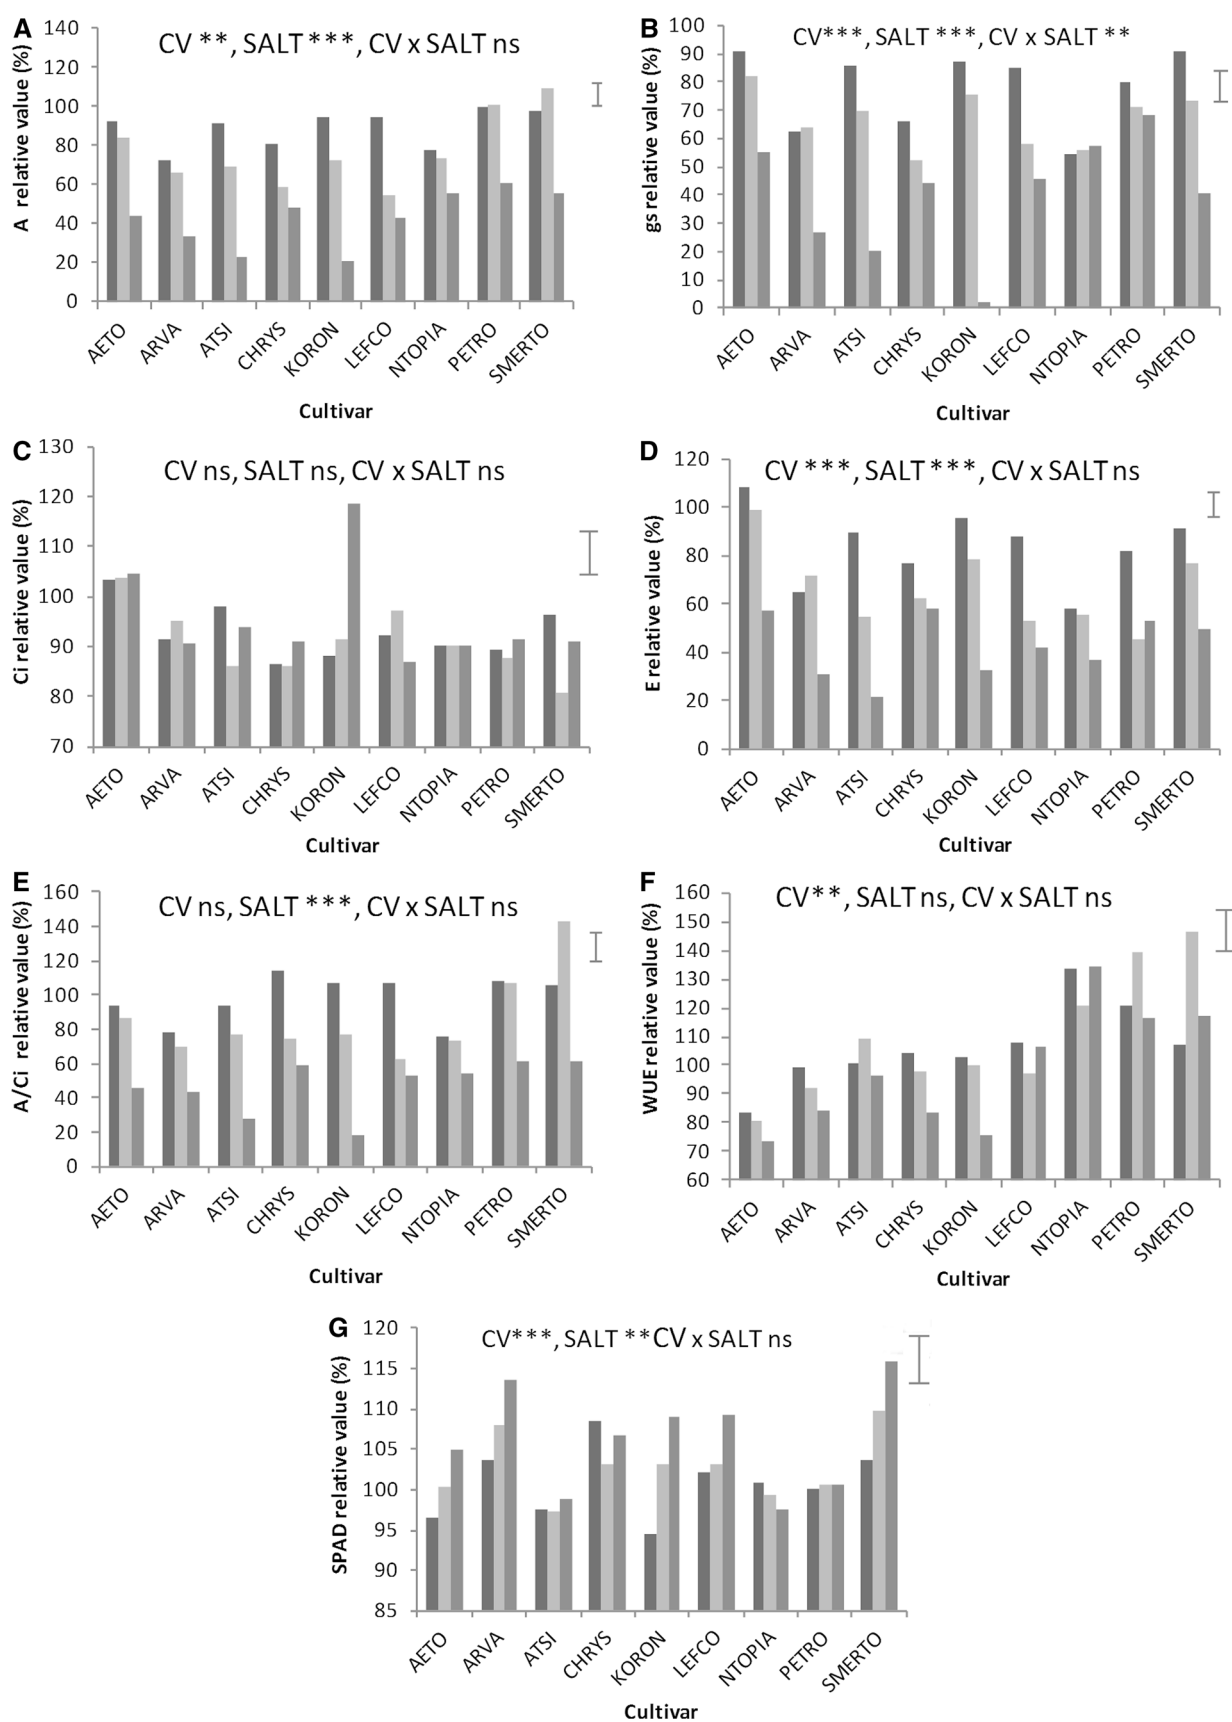 A
CV **, SALT ***, CV x SALT ns
A relative value (%)
140
120
100
80
60
40
20
0
AETO
ARVA
ATSI
CHRYS
KORON
LEFCO
NTOPIA
PETRO
SMERTO
Cultivar
B
CV***, SALT ***, CV x SALT **
gs relative value (%)
100
90
80
70
60
50
40
30
20
10
0
AETO
ARVA
ATSI
CHRYS
KORON
LEFCO
NTOPIA
PETRO
SMERTO
Cultivar
C
CV ns, SALT ns, CV x SALT ns
Ci relative value (%)
130
120
110
100
90
80
70
AETO
ARVA
ATSI
CHRYS
KORON
LEFCO
NTOPIA
PETRO
SMERTO
Cultivar
D
CV ***, SALT ***, CV x SALT ns
E relative value (%)
120
100
80
60
40
20
0
AETO
ARVA
ATSI
CHRYS
KORON
LEFCO
NTOPIA
PETRO
SMERTO
Cultivar
E
CV ns, SALT ***, CV x SALT ns
A/Ci relative value (%)
160
140
120
100
80
60
40
20
0
AETO
ARVA
ATSI
CHRYS
KORON
LEFCO
NTOPIA
PETRO
SMERTO
Cultivar
F
CV**, SALT ns, CV x SALT ns
WUE relative value (%)
160
150
140
130
120
110
100
90
80
70
60
AETO
ARVA
ATSI
CHRYS
KORON
LEFCO
NTOPIA
PETRO
SMERTO
Cultivar
G
CV***, SALT **CV x SALT ns
SPAD relative value (%)
120
115
110
105
100
95
90
85
AETO
ARVA
ATSI
CHRYS
KORON
LEFCO
NTOPIA
PETRO
SMERTO
Cultivar